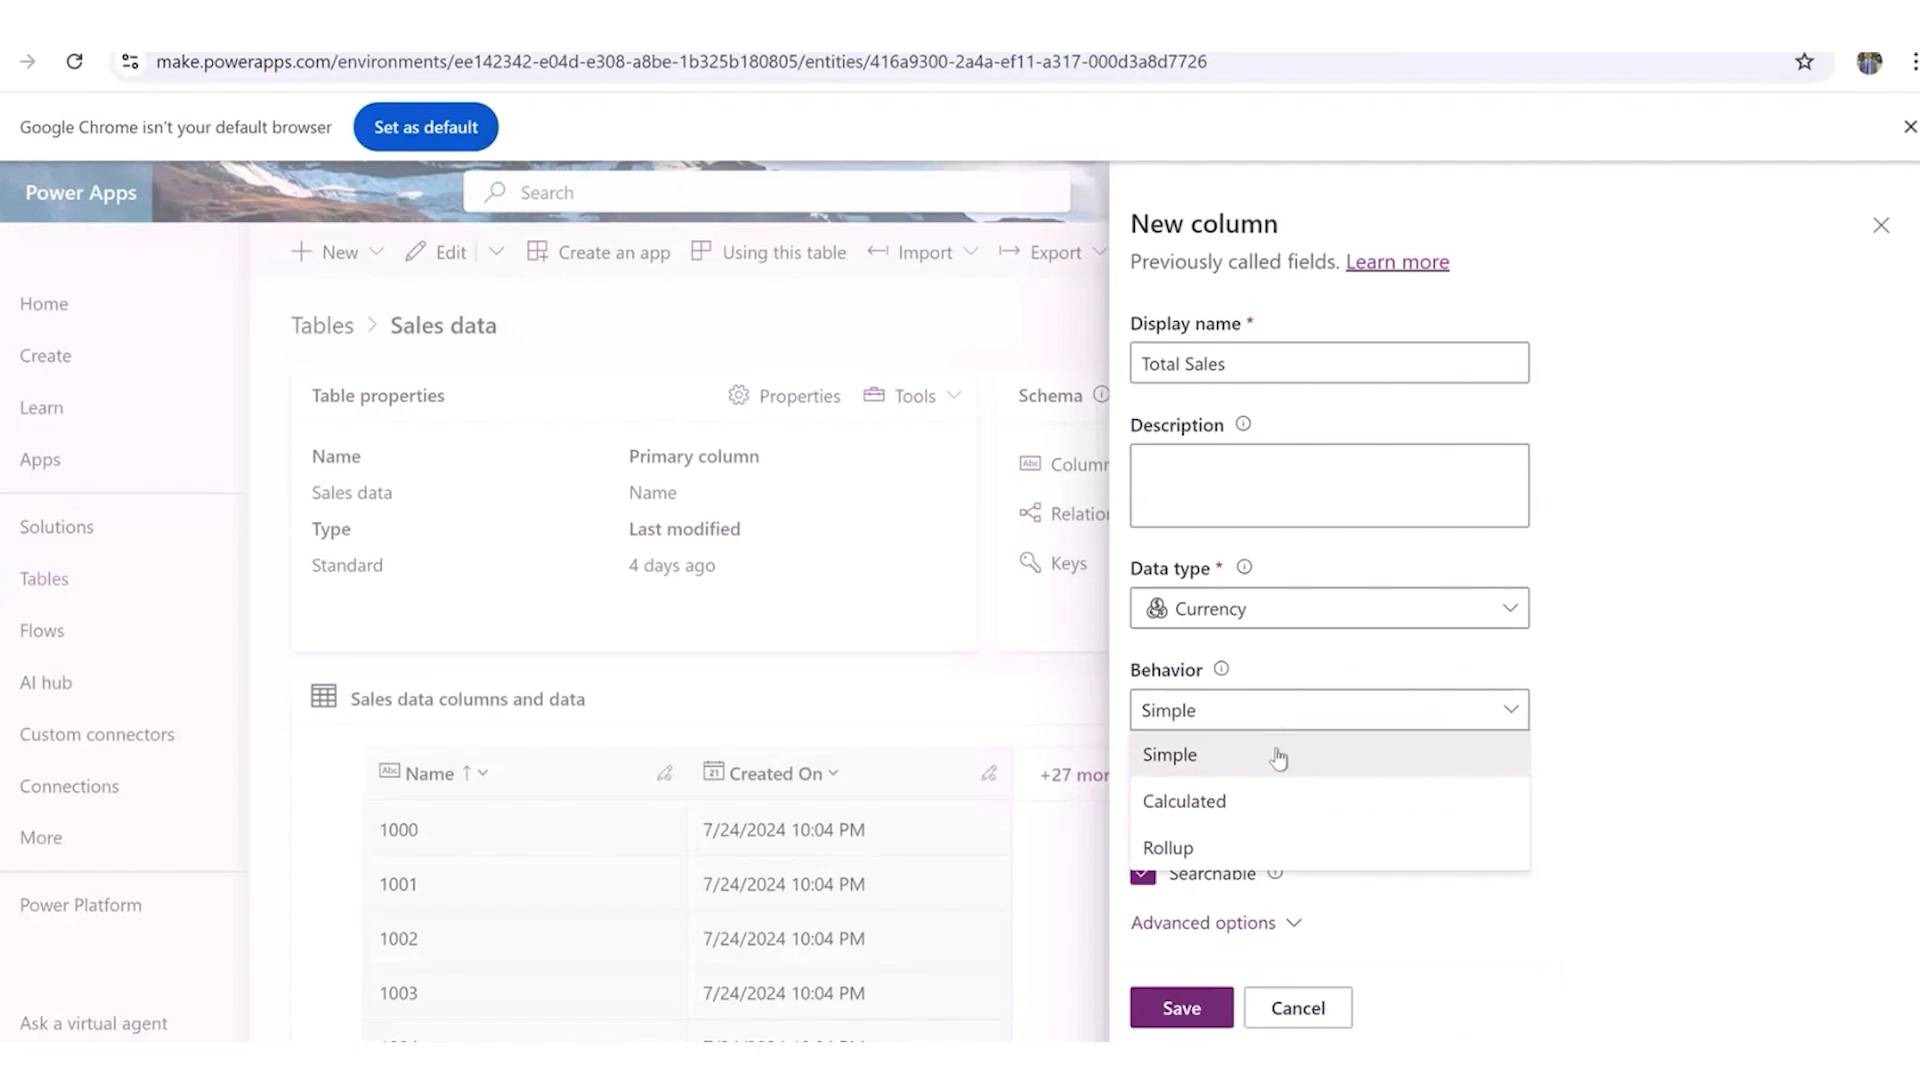 make.powerapps.com/environments/ee142342-e04d-e308-a8be-1b325b180805/entities/416a9300-2a4a-ef11-a317-000d3a8d7726
Google Chrome isn't your default browser
Set as default
Power Apps
Search
New
Edit
Create an app
Using this table
Import
Export
Home
Create
Learn
Apps
Solutions
Tables
Flows
AI hub
Custom connectors
Connections
More
Power Platform
Ask a virtual agent
Tables > Sales data
Table properties
Properties
Tools
Name
Primary column
Sales data
Name
Type
Last modified
Standard
4 days ago
Schema
Column
Relatio
Keys
Sales data columns and data
Name
Created On
+27 mor
1000
7/24/2024 10:04 PM
1001
7/24/2024 10:04 PM
1002
7/24/2024 10:04 PM
1003
7/24/2024 10:04 PM
New column
Previously called fields. Learn more
Display name *
Total Sales
Description
Data type *
Currency
Behavior
Simple
Simple
Calculated
Rollup
Searchable
Advanced options
Save
Cancel